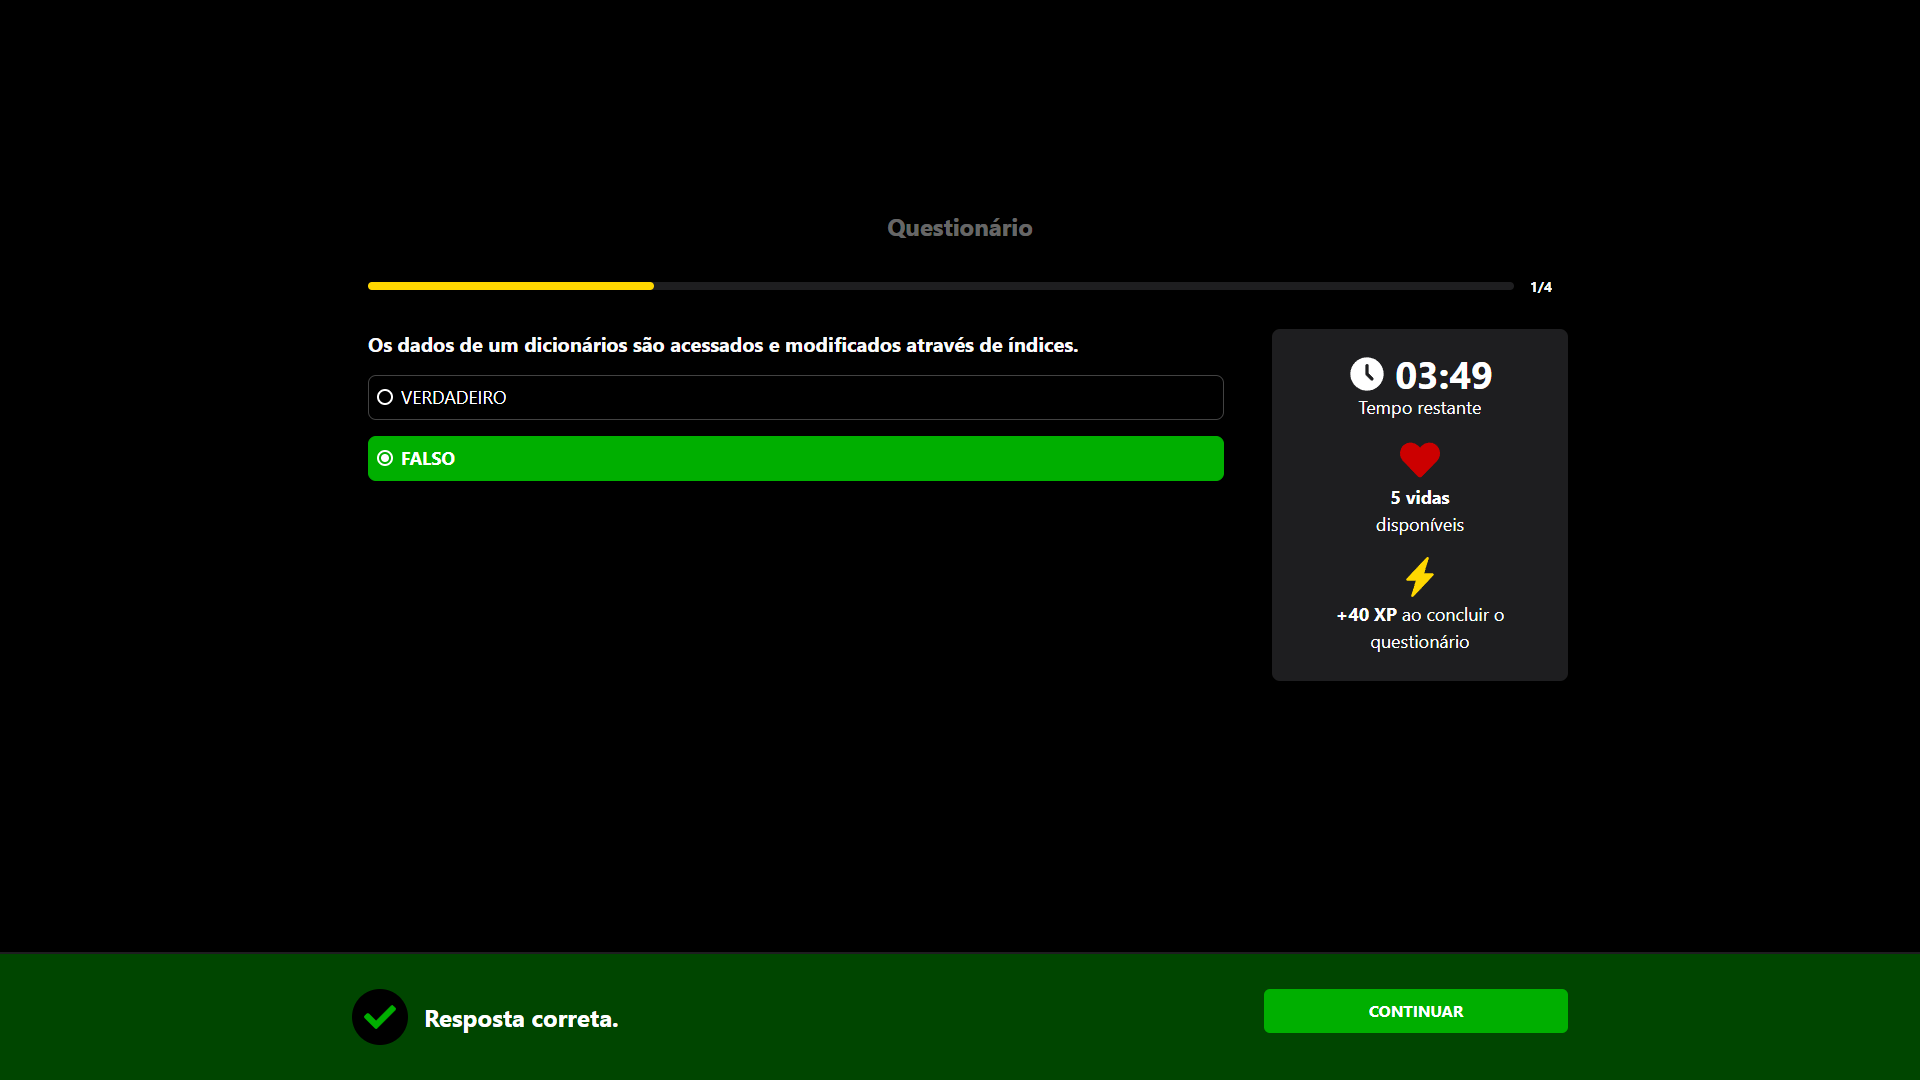 Questionário
1/4
Os dados de um dicionários são acessados e modificados através de índices.
VERDADEIRO
FALSO
03:49
Tempo restante
5 vidas
disponíveis
+40 XP ao concluir o
questionário
Resposta correta.
CONTINUAR